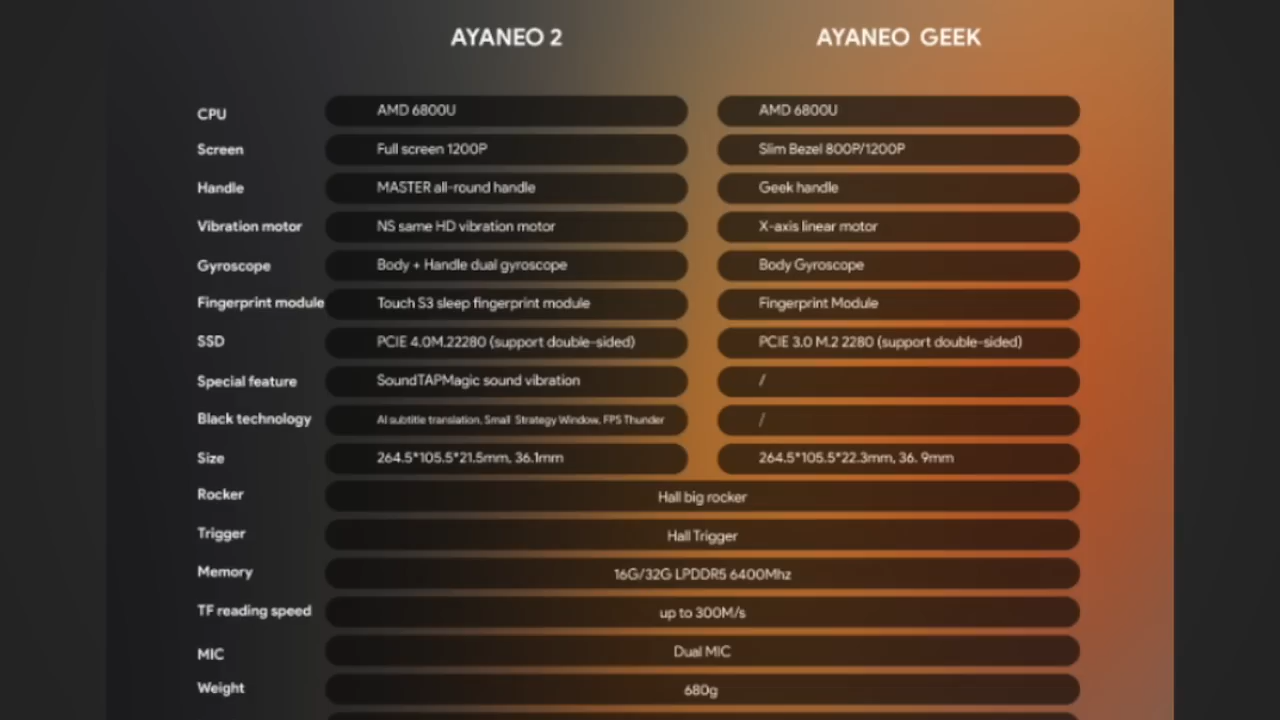 AYANEO 2 AYANEO GEEK
CPU AMD 6800U AMD 6800U
Screen Full screen 1200P Slim Bezel 800P/1200P
Handle MASTER all-round handle Geek handle
Vibration motor NS same HD vibration motor X-axis linear motor
Gyroscope Body + Handle dual gyroscope Body Gyroscope
Fingerprint module Touch S3 sleep fingerprint module Fingerprint Module
SSD PCIE 4.0M.22280 (support double-sided) PCIE 3.0 M.2 2280 (support double-sided)
Special feature SoundTAPMagic sound vibration /
Black technology AI subtitle translation, Small Strategy Window, FPS Thunder /
Size 264.5*105.5*21.5mm, 36.1mm 264.5*105.5*22.3mm, 36. 9mm
Rocker Hall big rocker
Trigger Hall Trigger
Memory 16G/32G LPDDR5 6400Mhz
TF reading speed up to 300M/s
MIC Dual MIC
Weight 680g